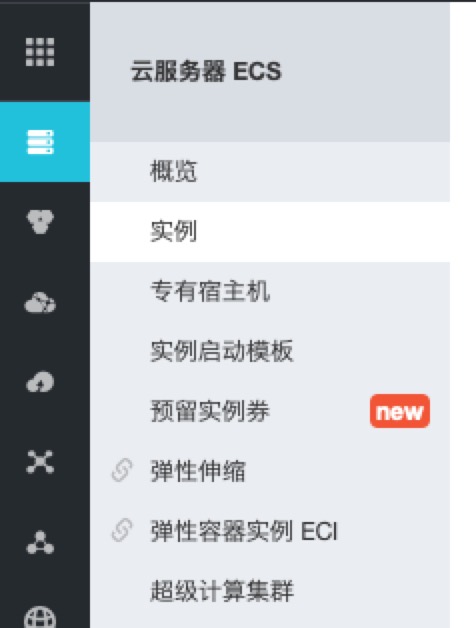 云服务器 ECS
概览
实例
专有宿主机
实例启动模板
预留实例券 new
弹性伸缩
弹性容器实例 ECI
超级计算集群